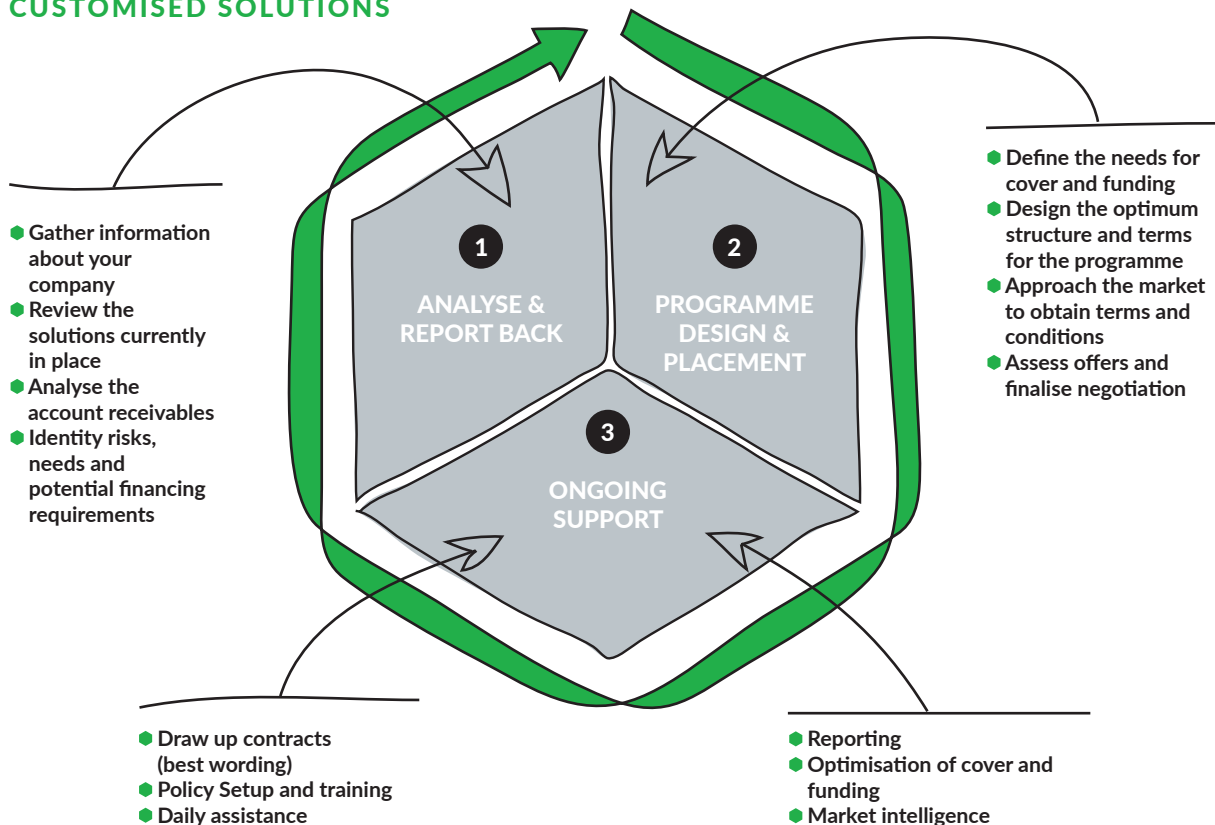 CUSTOMISED SOLUTIONS
Gather information
about your
company
Review the
solutions currently
in place
Analyse the
account receivables
Identity risks,
needs and
potential financing
requirements
1
ANALYSE &
REPORT BACK
2
PROGRAMME
DESIGN &
PLACEMENT
Define the needs for
cover and funding
Design the optimum
structure and terms
for the programme
Approach the market
to obtain terms and
conditions
Assess offers and
finalise negotiation
3
ONGOING
SUPPORT
Draw up contracts
(best wording)
Policy Setup and training
Daily assistance
Reporting
Optimisation of cover and
funding
Market intelligence